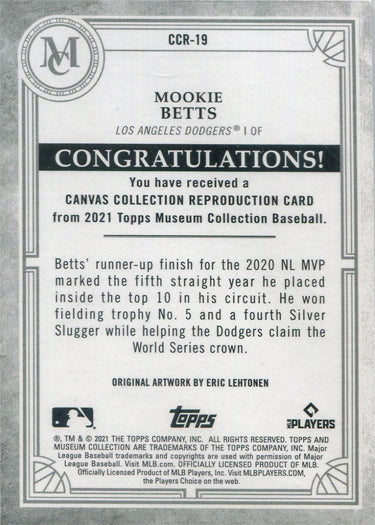 MC
CCR-19
MOOKIE
BETTS
LOS ANGELES DODGERS® | OF
CONGRATULATIONS!
You have received a
CANVAS COLLECTION REPRODUCTION CARD
from 2021 Topps Museum Collection Baseball.
Betts' runner-up finish for the 2020 NL MVP
marked the fifth straight year he placed
inside the top 10 in his circuit. He won
fielding trophy No. 5 and a fourth Silver
Slugger while helping the Dodgers claim the
World Series crown.
ORIGINAL ARTWORK BY ERIC LEHTONEN
topps
MLB PLAYERS
®, TM & © 2021 THE TOPPS COMPANY, INC. ALL RIGHTS RESERVED. TOPPS AND
MUSEUM COLLECTION ARE TRADEMARKS OF THE TOPPS COMPANY, INC. Major
League Baseball trademarks and copyrights are used with permission of Major
League Baseball. Visit MLB.com. OFFICIALLY LICENSED PRODUCT OF MLB.
Officially Licensed Product of MLB Players, Inc. Visit MLBPLAYERS.COM,
the Players Choice on the web.